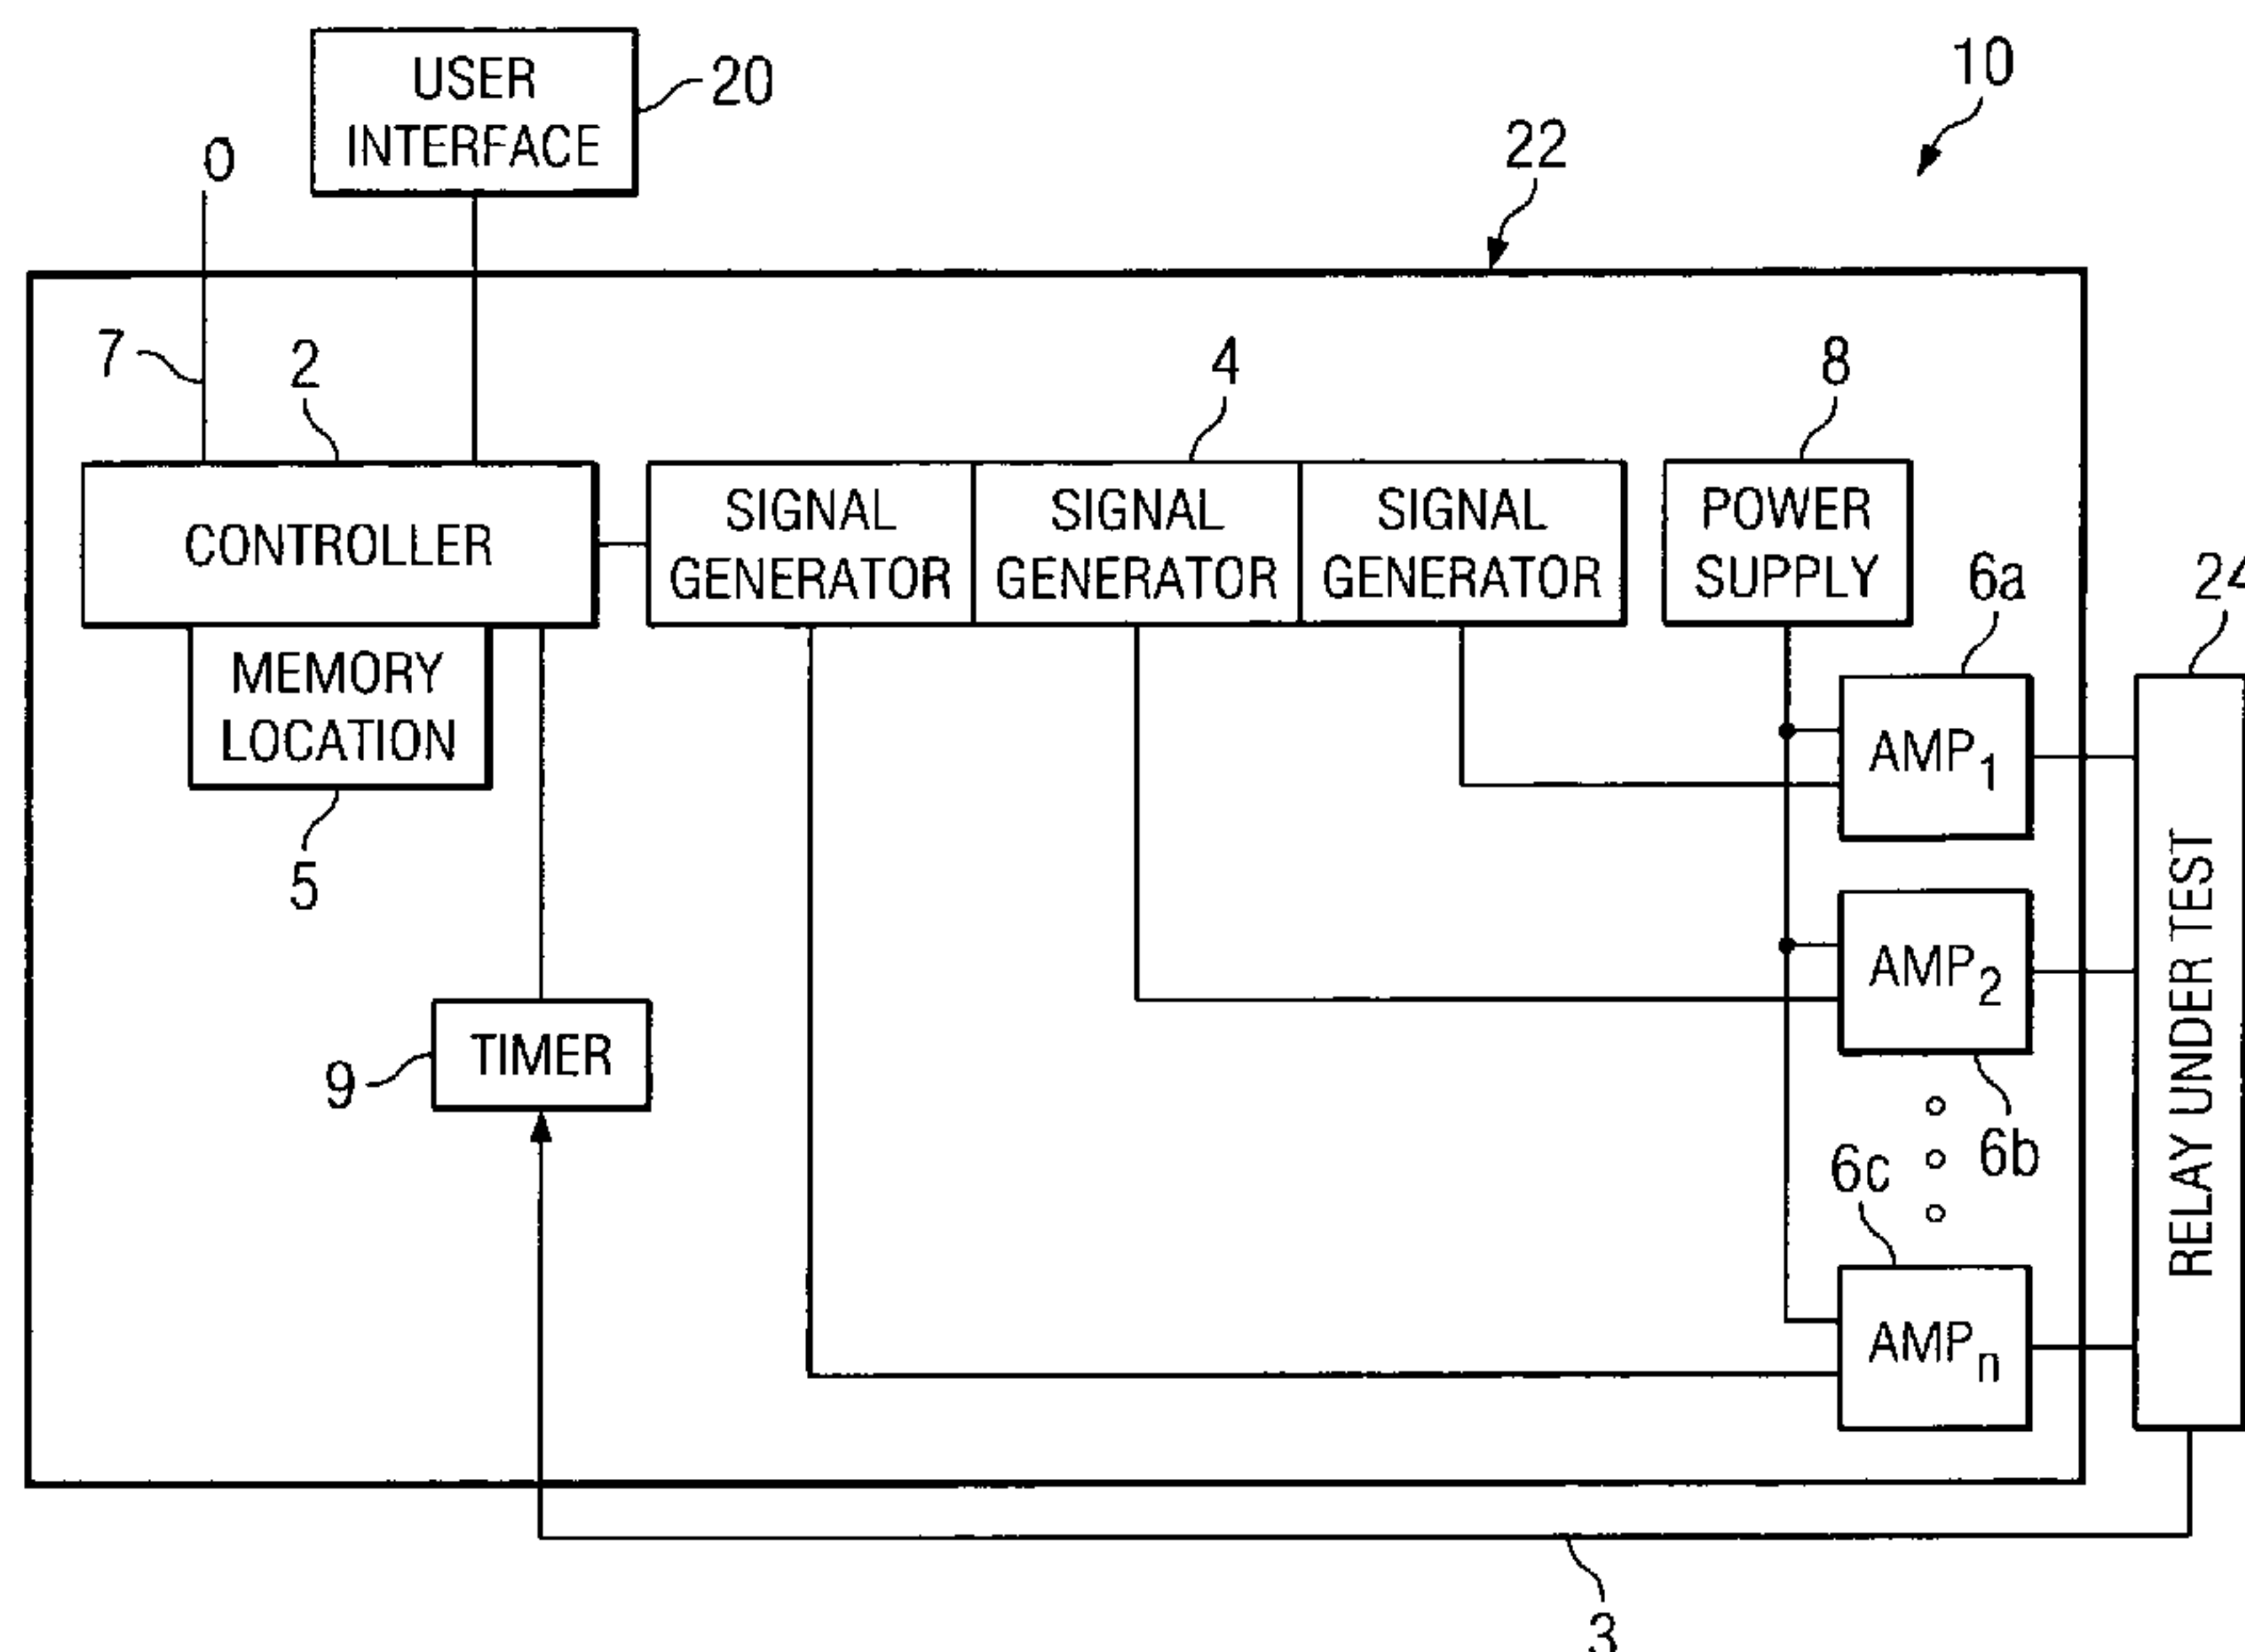 10
USER
INTERFACE
20
O
22
7
2
4
8
CONTROLLER
SIGNAL
GENERATOR
SIGNAL
GENERATOR
SIGNAL
GENERATOR
POWER
SUPPLY
6a
24
MEMORY
LOCATION
5
AMP1
AMP2
6b
TIMER
9
6c
AMPn
RELAY UNDER TEST
3